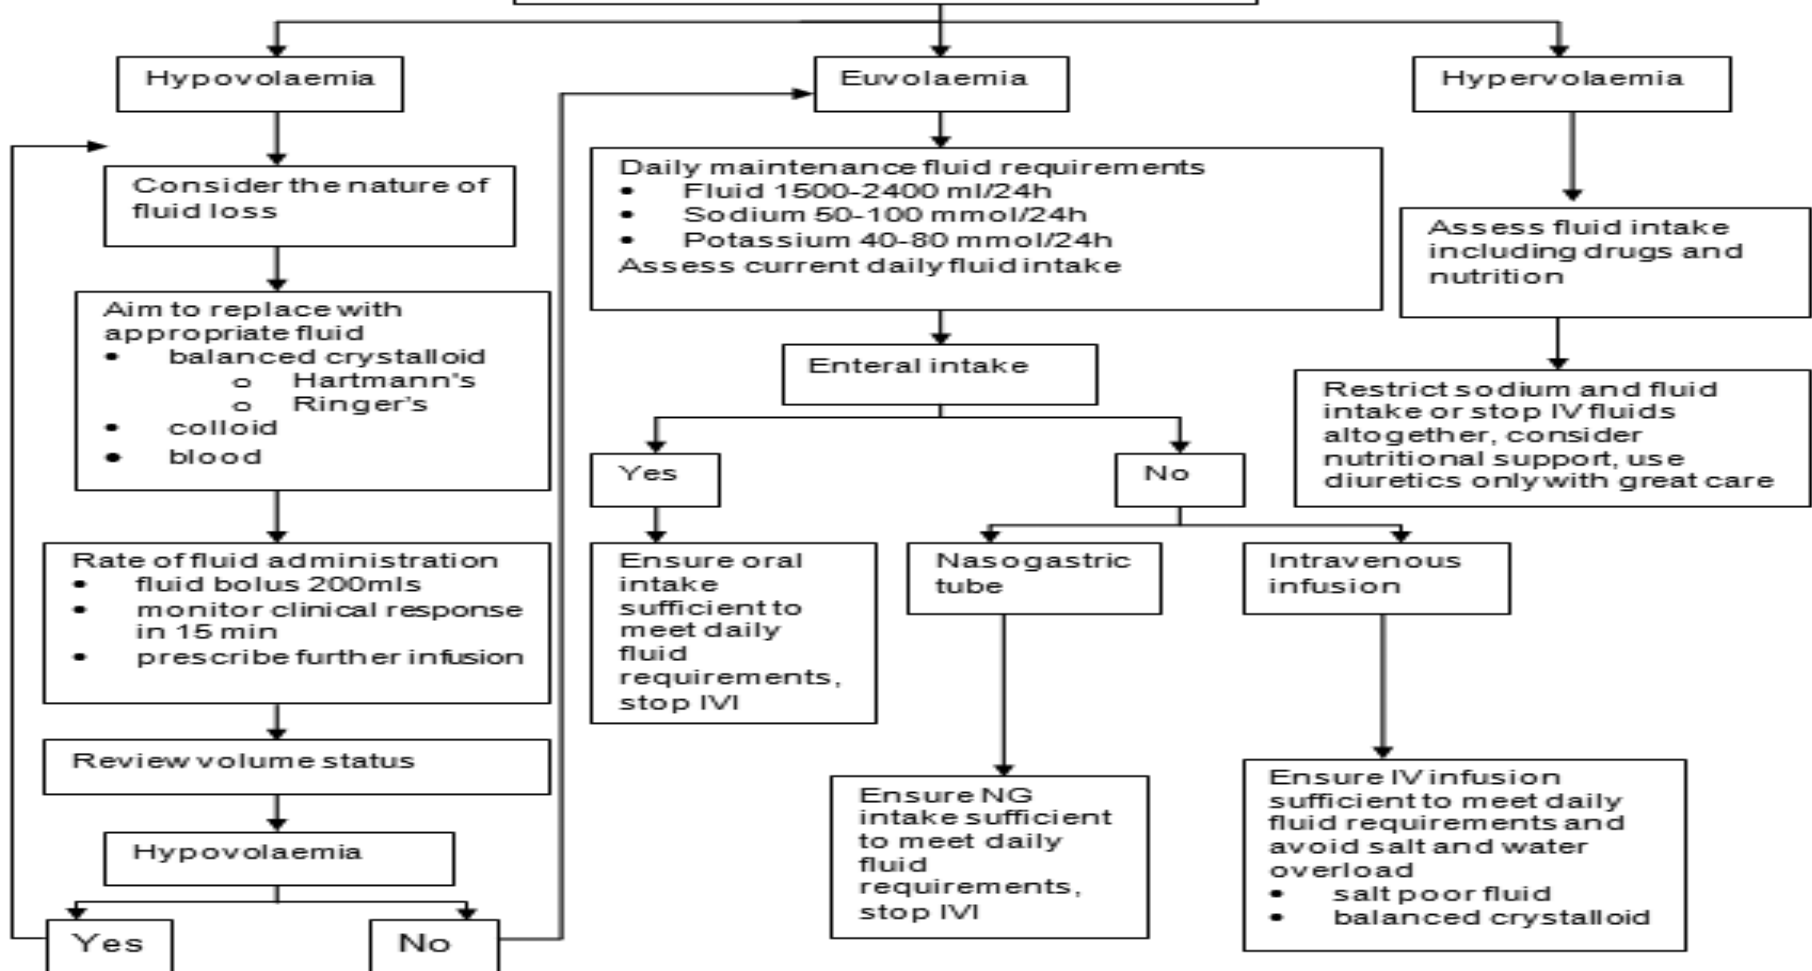 Hypovolaemia
Consider the nature of
fluid loss
Aim to replace with
appropriate fluid
• balanced crystalloid
o Hartmann's
o Ringer's
• colloid
• blood
Rate of fluid administration
• fluid bolus 200mls
• monitor clinical response
in 15 min
• prescribe further infusion
Review volume status
Hypovolaemia
Yes
No
Euvolaemia
Daily maintenance fluid requirements
• Fluid 1500-2400 ml/24h
• Sodium 50-100 mmol/24h
• Potassium 40-80 mmol/24h
Assess current daily fluid intake
Enteral intake
Yes
Ensure oral
intake
sufficient to
meet daily
fluid
requirements,
stop IVI
No
Nasogastric
tube
Ensure NG
intake sufficient
to meet daily
fluid
requirements,
stop IVI
Intravenous
infusion
Ensure IV infusion
sufficient to meet daily
fluid requirements and
avoid salt and water
overload
• salt poor fluid
• balanced crystalloid
Hypervolaemia
Assess fluid intake
including drugs and
nutrition
Restrict sodium and fluid
intake or stop IV fluids
altogether, consider
nutritional support, use
diuretics only with great care